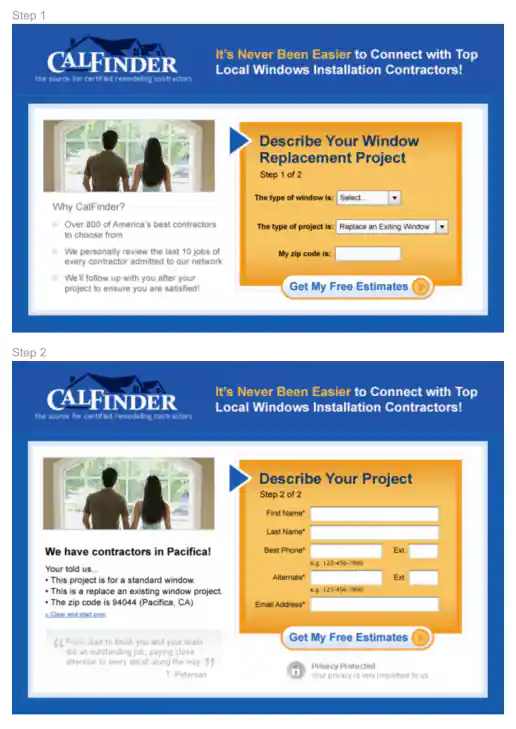 Step 1
CALFINDER
the source for certified remodeling contractors
It's Never Been Easier to Connect with Top
Local Windows Installation Contractors!
Why CalFinder?
Over 800 of America's best contractors
to choose from
We personally review the last 10 jobs of
every contractor admitted to our network
We'll follow up with you after your
project to ensure you are satisfied!
Describe Your Window
Replacement Project
Step 1 of 2
The type of window is: Select...
The type of project is: Replace an Exiting Window
My zip code is:
Get My Free Estimates
Step 2
CALFINDER
the source for certified remodeling contractors
It's Never Been Easier to Connect with Top
Local Windows Installation Contractors!
We have contractors in Pacifica!
Your told us...
• This project is for a standard window.
• This is a replace an existing window project.
• The zip code is 94044 (Pacifica, CA)
« Clear and start over
“From start to finish you and your team
did an outstanding job, paying close
attention to every detail along the way.”
T. Petersen
Describe Your Project
Step 2 of 2
First Name*
Last Name*
Best Phone* Ext.
e.g. 123-456-7890
Alternate* Ext
e.g. 123-456-7890
Email Address*
Get My Free Estimates
Privacy Protected
Your privacy is very important to us.